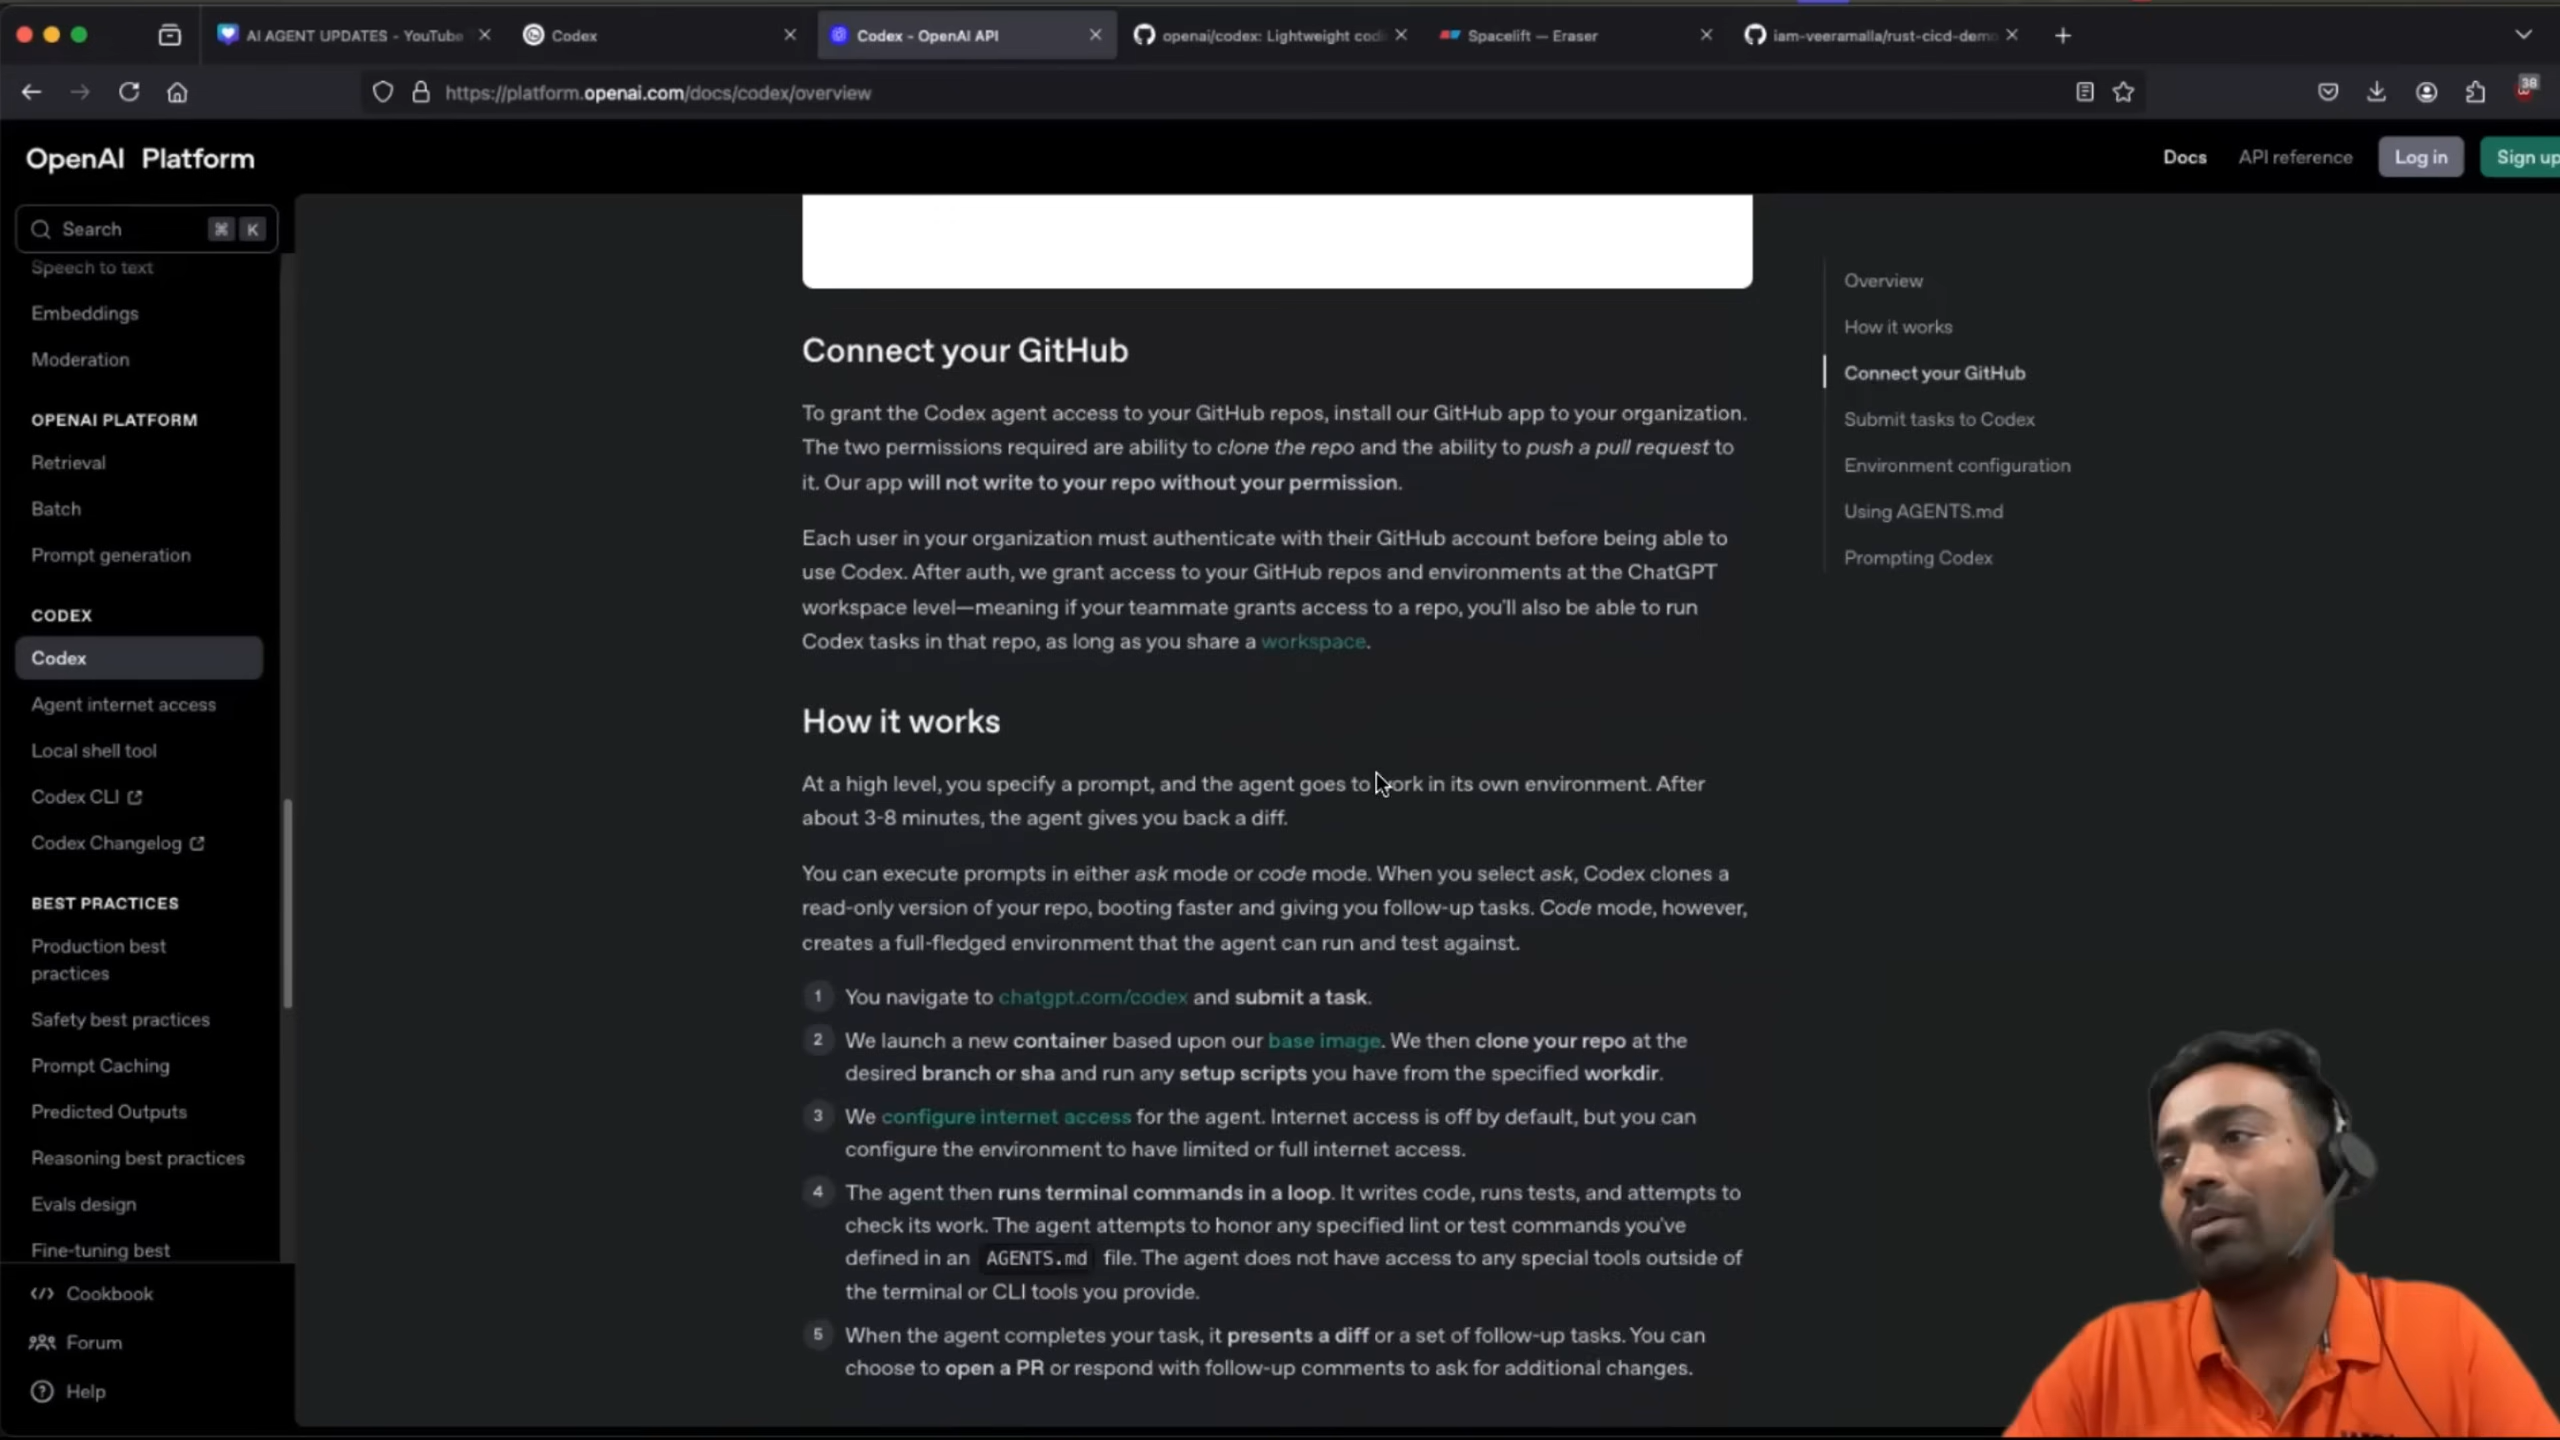 AI AGENT UPDATES - YouTube
Codex
Codex - OpenAI API
openai/codex: Lightweight codi
Spacelift — Eraser
iam-veeramalla/rust-cicd-demo
https://platform.openai.com/docs/codex/overview
38
OpenAI Platform
Docs
API reference
Log in
Sign up
Search
⌘ K
Speech to text
Embeddings
Moderation
OPENAI PLATFORM
Retrieval
Batch
Prompt generation
CODEX
Codex
Agent internet access
Local shell tool
Codex CLI
Codex Changelog
BEST PRACTICES
Production best
practices
Safety best practices
Prompt Caching
Predicted Outputs
Reasoning best practices
Evals design
Fine-tuning best
Cookbook
Forum
Help
Connect your GitHub
To grant the Codex agent access to your GitHub repos, install our GitHub app to your organization.
The two permissions required are ability to clone the repo and the ability to push a pull request to
it. Our app will not write to your repo without your permission.
Each user in your organization must authenticate with their GitHub account before being able to
use Codex. After auth, we grant access to your GitHub repos and environments at the ChatGPT
workspace level—meaning if your teammate grants access to a repo, you'll also be able to run
Codex tasks in that repo, as long as you share a workspace.
How it works
At a high level, you specify a prompt, and the agent goes to work in its own environment. After
about 3-8 minutes, the agent gives you back a diff.
You can execute prompts in either ask mode or code mode. When you select ask, Codex clones a
read-only version of your repo, booting faster and giving you follow-up tasks. Code mode, however,
creates a full-fledged environment that the agent can run and test against.
1 You navigate to chatgpt.com/codex and submit a task.
2 We launch a new container based upon our base image. We then clone your repo at the
desired branch or sha and run any setup scripts you have from the specified workdir.
3 We configure internet access for the agent. Internet access is off by default, but you can
configure the environment to have limited or full internet access.
4 The agent then runs terminal commands in a loop. It writes code, runs tests, and attempts to
check its work. The agent attempts to honor any specified lint or test commands you've
defined in an AGENTS.md file. The agent does not have access to any special tools outside of
the terminal or CLI tools you provide.
5 When the agent completes your task, it presents a diff or a set of follow-up tasks. You can
choose to open a PR or respond with follow-up comments to ask for additional changes.
Overview
How it works
Connect your GitHub
Submit tasks to Codex
Environment configuration
Using AGENTS.md
Prompting Codex